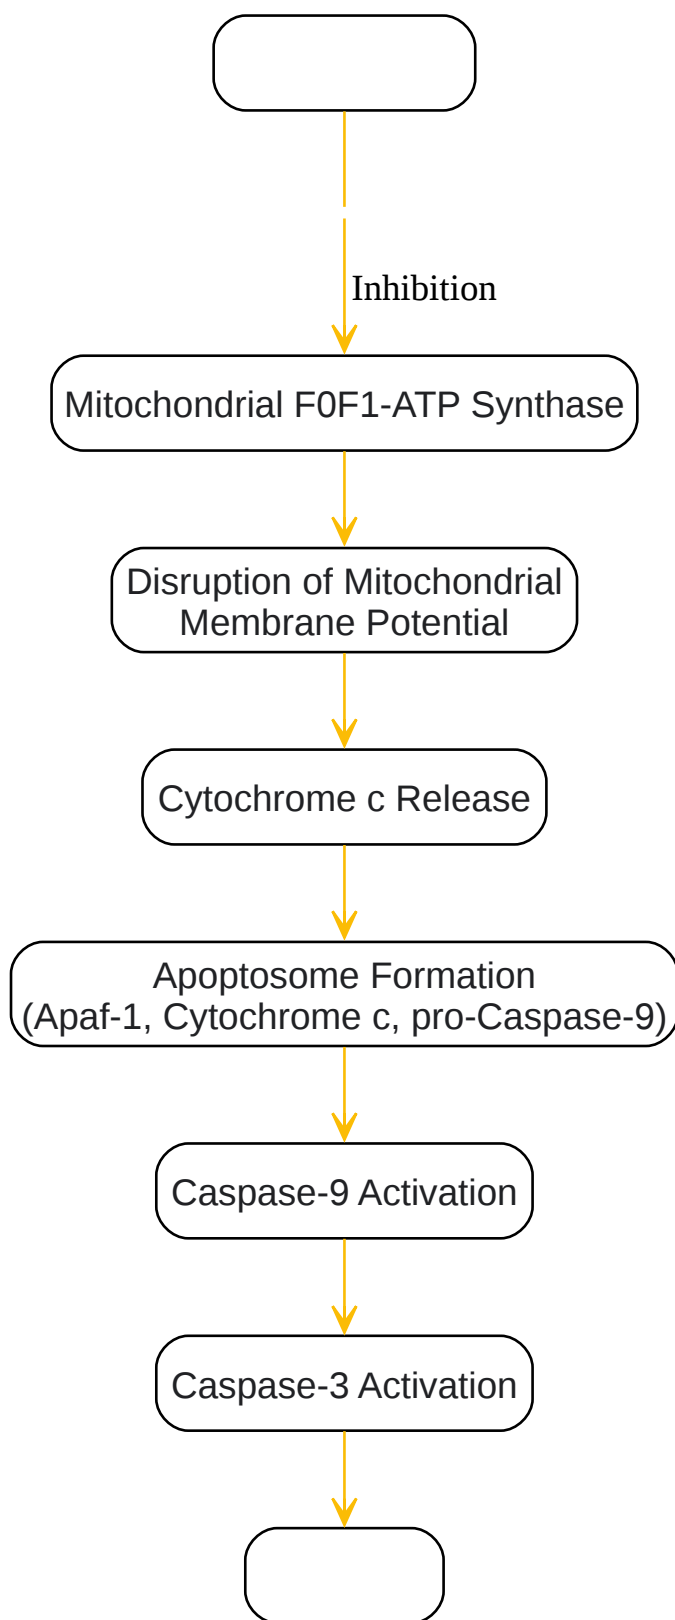 Inhibition
Mitochondrial F0F1-ATP Synthase
Disruption of Mitochondrial
Membrane Potential
Cytochrome c Release
Apoptosome Formation
(Apaf-1, Cytochrome c, pro-Caspase-9)
Caspase-9 Activation
Caspase-3 Activation